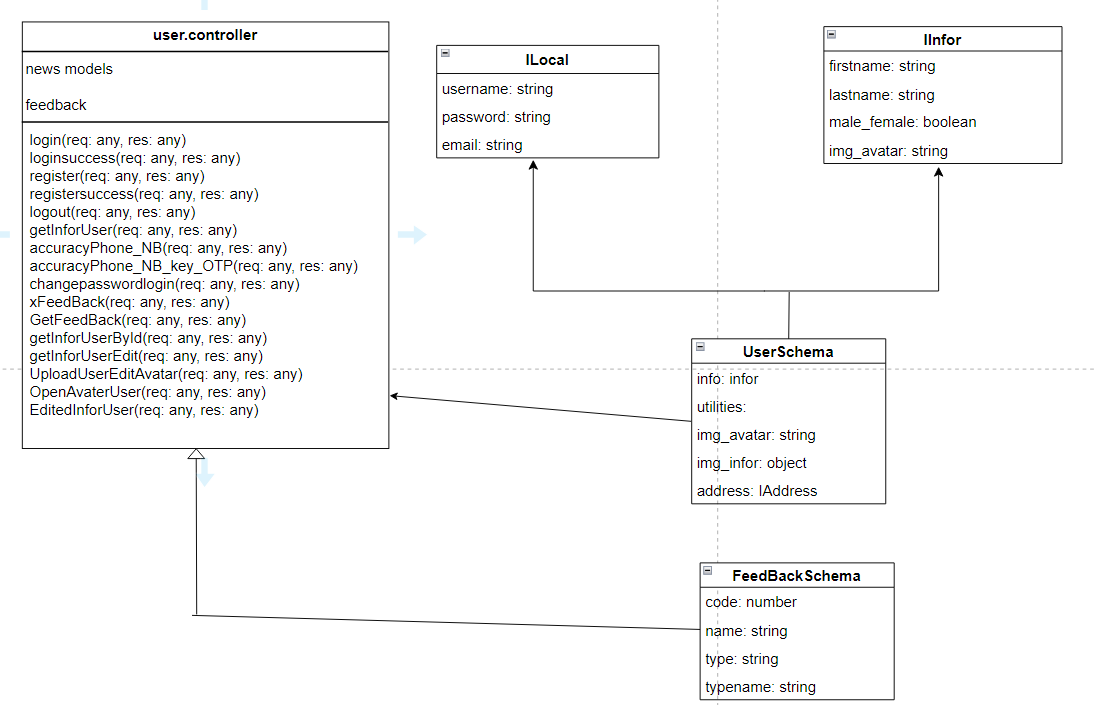 user.controller
news models
feedback
login(req: any, res: any)
loginsuccess(req: any, res: any)
register(req: any, res: any)
registersuccess(req: any, res: any)
logout(req: any, res: any)
getInforUser(req: any, res: any)
accuracyPhone_NB(req: any, res: any)
accuracyPhone_NB_key_OTP(req: any, res: any)
changepasswordlogin(req: any, res: any)
xFeedBack(req: any, res: any)
GetFeedBack(req: any, res: any)
getInforUserById(req: any, res: any)
getInforUserEdit(req: any, res: any)
UploadUserEditAvatar(req: any, res: any)
OpenAvaterUser(req: any, res: any)
EditedInforUser(req: any, res: any)
ILocal
username: string
password: string
email: string
IInfor
firstname: string
lastname: string
male_female: boolean
img_avatar: string
UserSchema
info: infor
utilities:
img_avatar: string
img_infor: object
address: IAddress
FeedBackSchema
code: number
name: string
type: string
typename: string